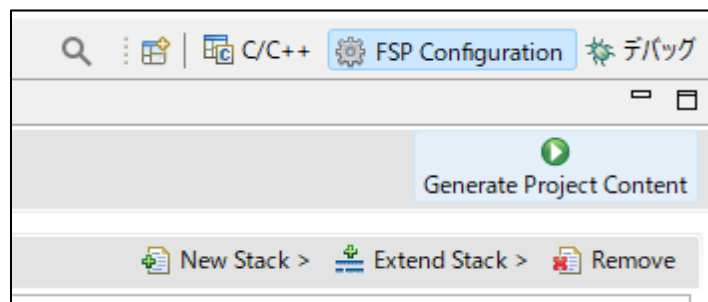 C/C++ FSP Configuration デバッグ
Generate Project Content
New Stack > Extend Stack > Remove